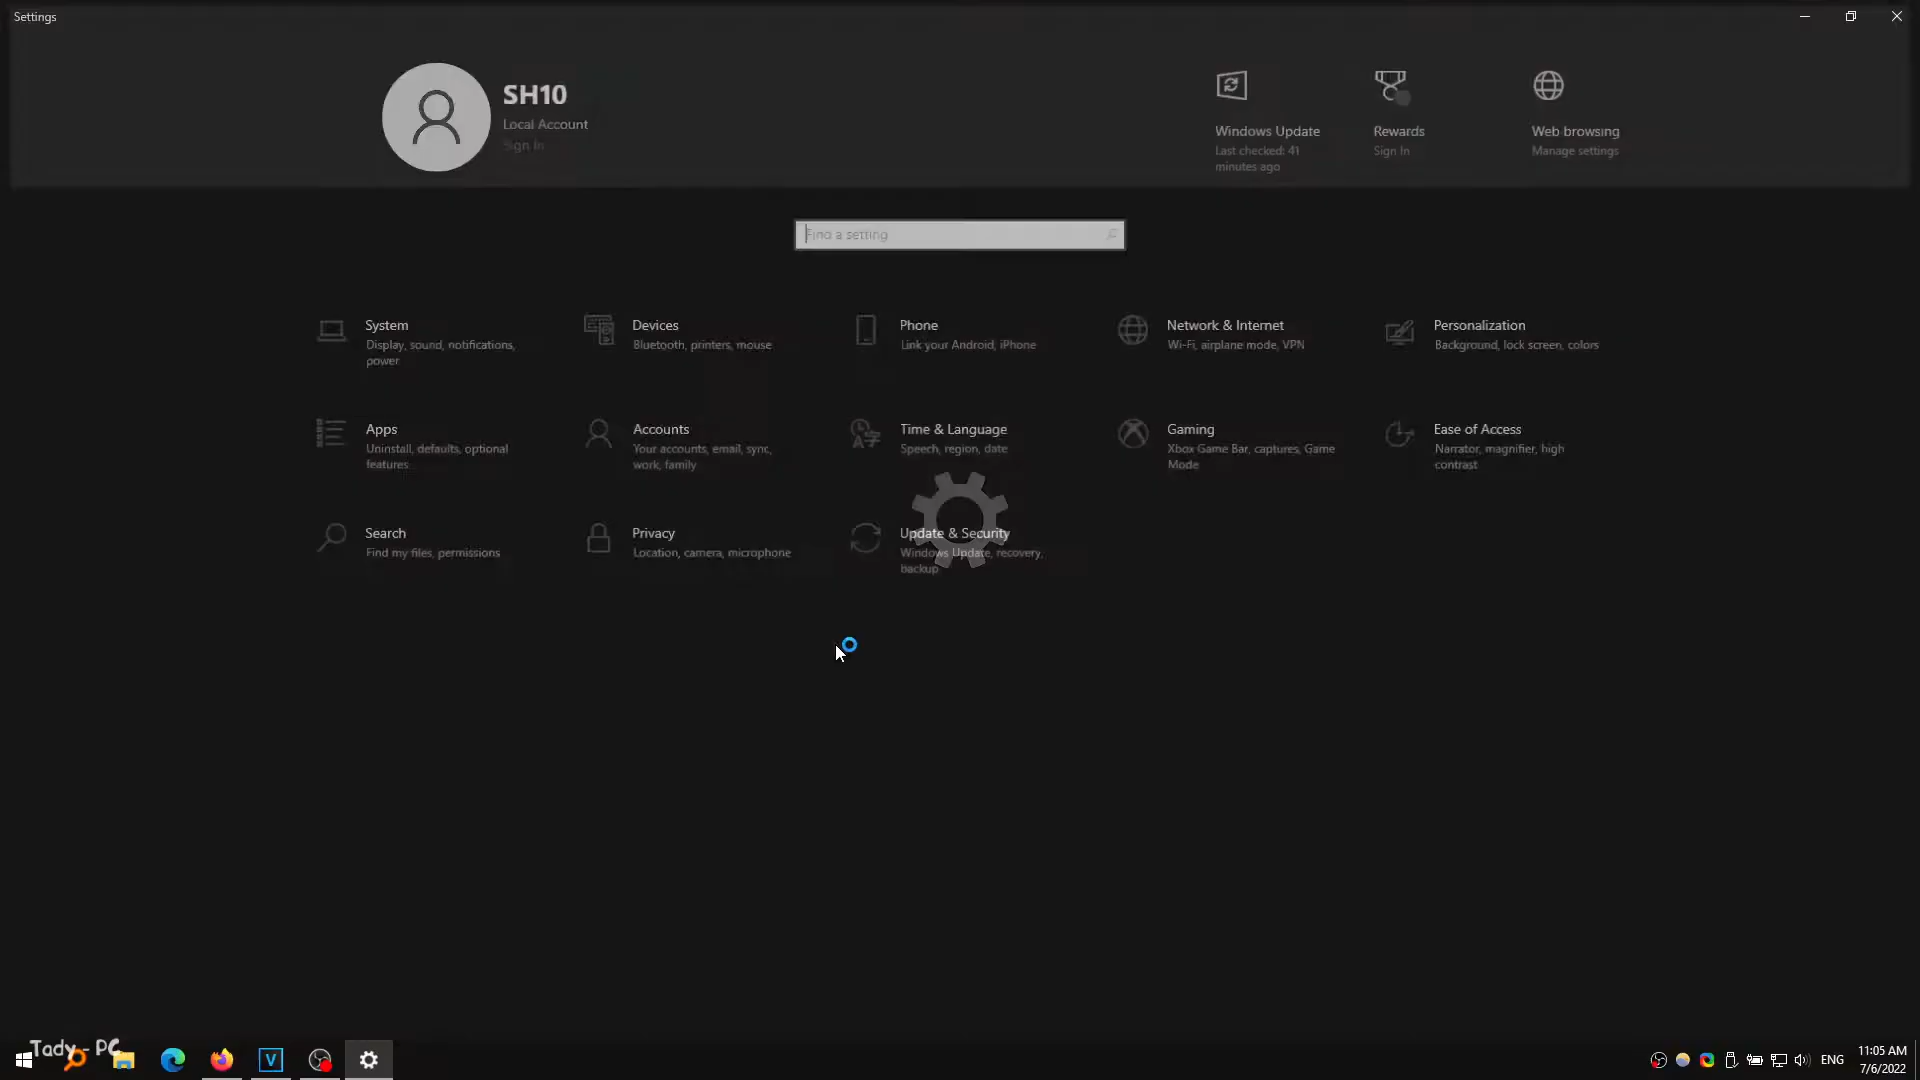 Settings
SH10
Local Account
Sign In
Windows Update
Last checked: 41
minutes ago
Rewards
Sign In
Web browsing
Manage settings
Find a setting
System
Display, sound, notifications,
power
Devices
Bluetooth, printers, mouse
Phone
Link your Android, iPhone
Network & Internet
Wi-Fi, airplane mode, VPN
Personalization
Background, lock screen, colors
Apps
Uninstall, defaults, optional
features
Accounts
Your accounts, email, sync,
work, family
Time & Language
Speech, region, date
Gaming
Xbox Game Bar, captures, Game
Mode
Ease of Access
Narrator, magnifier, high
contrast
Search
Find my files, permissions
Privacy
Location, camera, microphone
Update & Security
Windows Update, recovery,
backup
Tady - PC
V
ENG
11:05 AM
7/6/2022